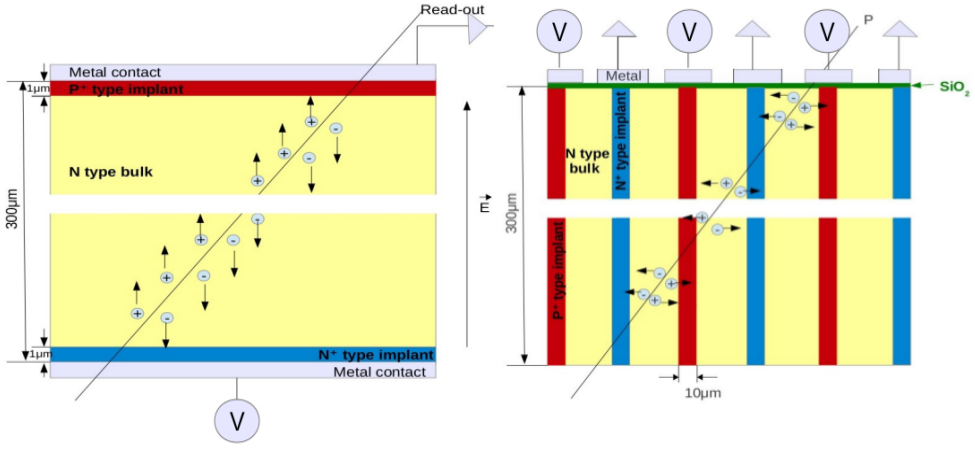 Read-out
Metal contact
1μm
P⁺ type implant
N type bulk
300μm
E
1μm
N⁺ type implant
Metal contact
V
V
V
V
P
Metal
SiO₂
N type
bulk
N⁺ type implant
300μm
P⁺ type implant
10μm